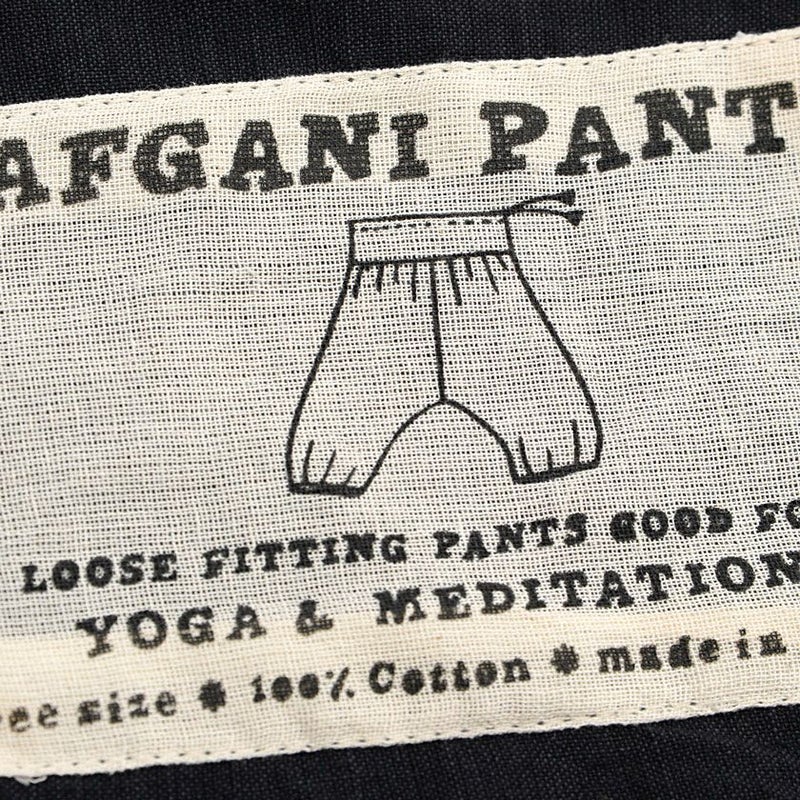 AFGANI PANT
LOOSE FITTING PANTS GOOD FO
YOGA & MEDITATION
ee size * 100% Cotton * made in